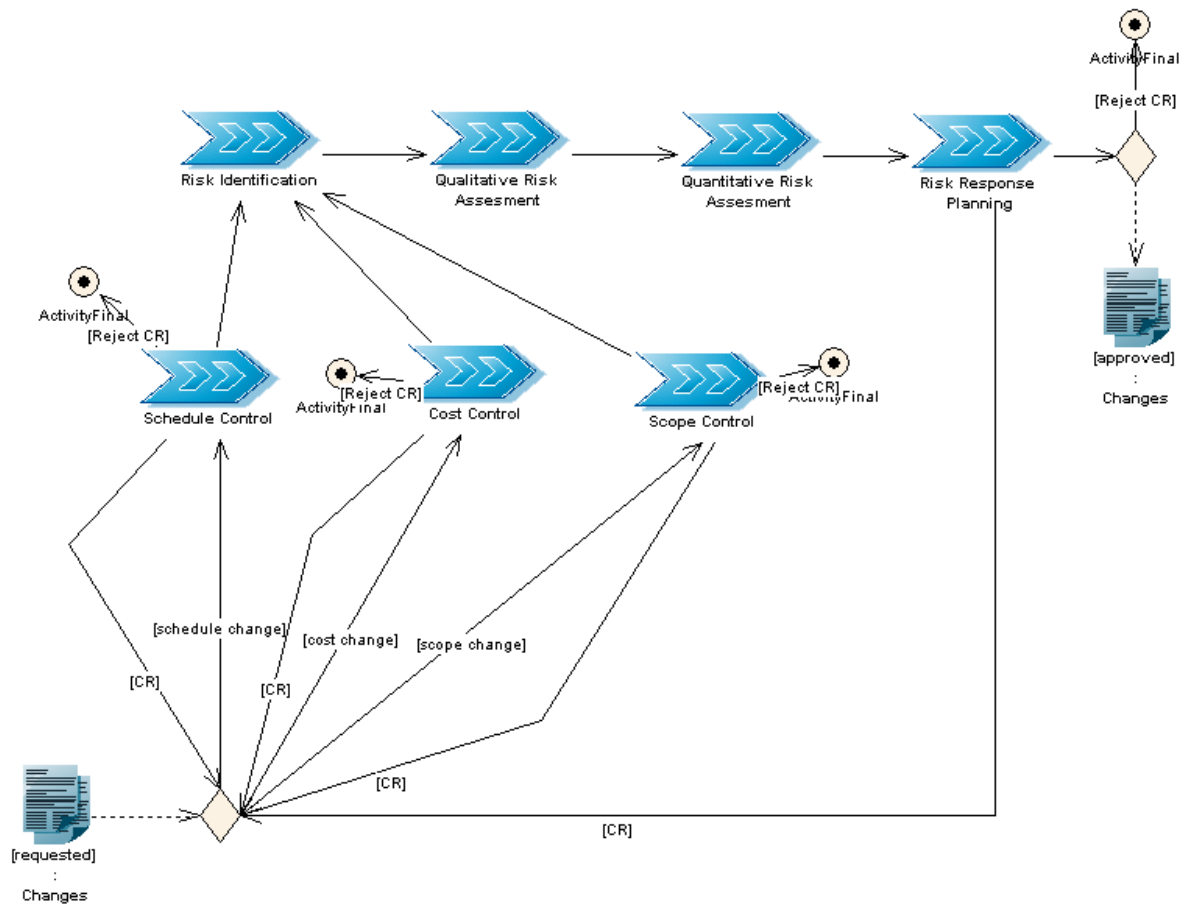 ActivityFinal
[Reject CR]
Risk Identification
Qualitative Risk
Assesment
Quantitative Risk
Assesment
Risk Response
Planning
ActivityFinal
[Reject CR]
Schedule Control
ActivityFinal
[Reject CR]
Cost Control
[Reject CR]
ActivityFinal
Scope Control
[approved]
:
Changes
[schedule change]
[cost change]
[scope change]
[CR]
[CR]
[CR]
[CR]
[requested]
:
Changes